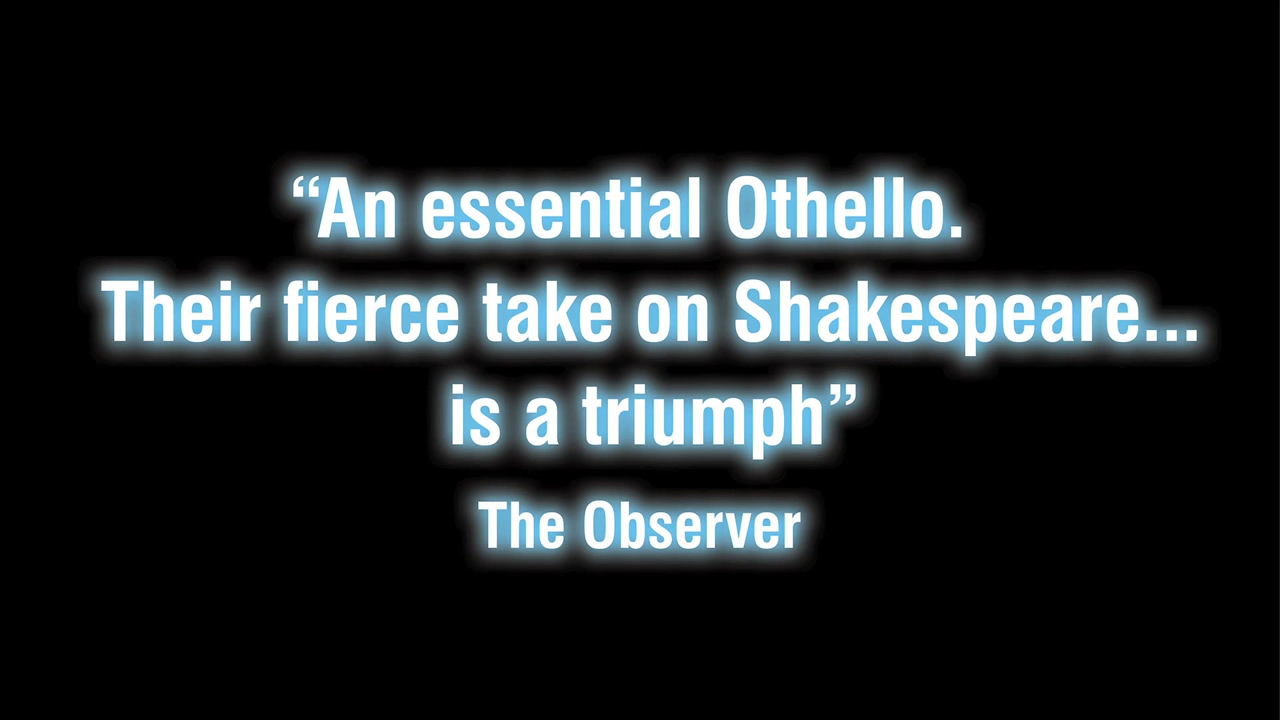 “An essential Othello.
Their fierce take on Shakespeare...
is a triumph”
The Observer